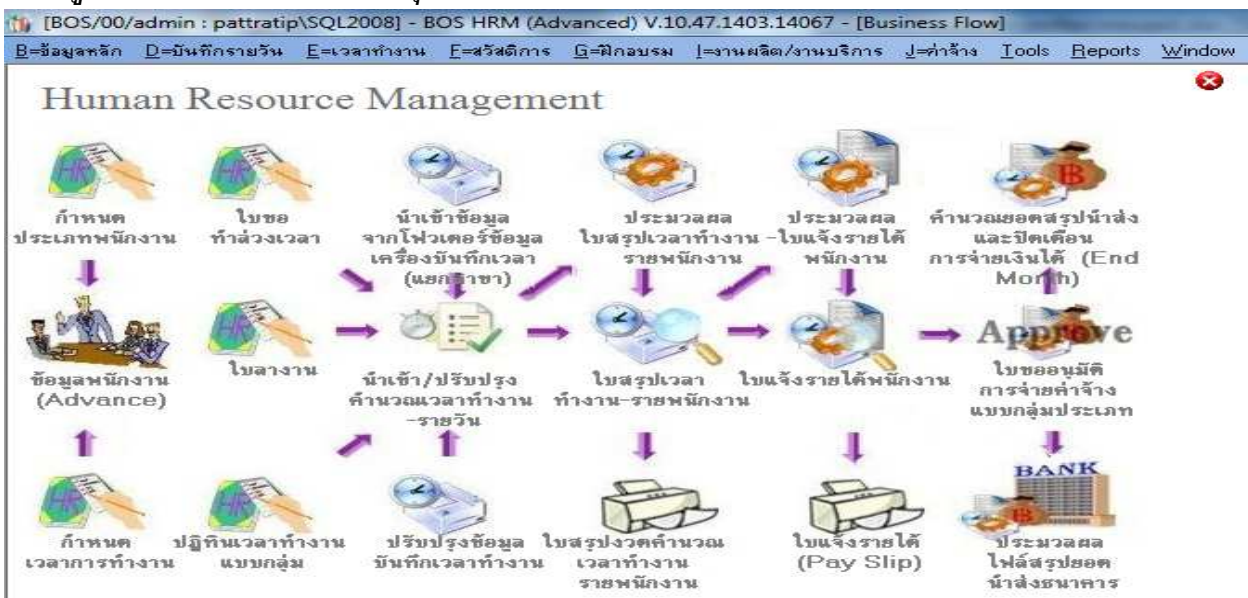 [BOS/00/admin : pattratip\SQL2008] - BOS HRM (Advanced) V.10.47.1403.14067 - [Business Flow]
B=ข้อมูลหลัก D=บันทึกรายวัน E=เวลาทำงาน F=สวัสดิการ G=ฝึกอบรม I=งานผลิต/งานบริการ J=ค่าจ้าง Tools Reports Window
Human Resource Management
กำหนด
ประเภทพนักงาน
ใบขอ
ทำล่วงเวลา
นำเข้าข้อมูล
จากโฟวเดอร์ข้อมูล
เครื่องบันทึกเวลา
(แยกสาขา)
ประมวลผล
ใบสรุปเวลาทำงาน
รายพนักงาน
ประมวลผล
-ใบแจ้งรายได้
พนักงาน
คำนวณยอดสรุปนำส่ง
และปิดเดือน
การจ่ายเงินได้ (End
Month)
ข้อมูลพนักงาน
(Advance)
ใบลางาน
นำเข้า/ปรับปรุง
คำนวณเวลาทำงาน
-รายวัน
ใบสรุปเวลา
ทำงาน-รายพนักงาน
ใบแจ้งรายได้พนักงาน
Approve
ใบขออนุมัติ
การจ่ายค่าจ้าง
แบบกลุ่มประเภท
กำหนด
เวลาการทำงาน
ปฏิทินเวลาทำงาน
แบบกลุ่ม
ปรับปรุงข้อมูล
บันทึกเวลาทำงาน
ใบสรุปงวดคำนวณ
เวลาทำงาน
รายพนักงาน
ใบแจ้งรายได้
(Pay Slip)
BANK
ประมวลผล
ไฟล์สรุปยอด
นำส่งธนาคาร